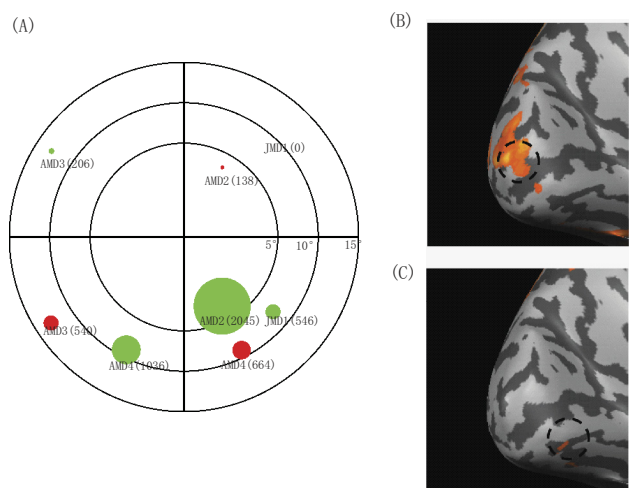 (A)
(B)
JMD1(0)
AMD3(206)
AMD2(138)
5° 10° 15°
AMD2(2045)
JMD1(546)
AMD3(540)
AMD4(1036)
AMD4(664)
(C)